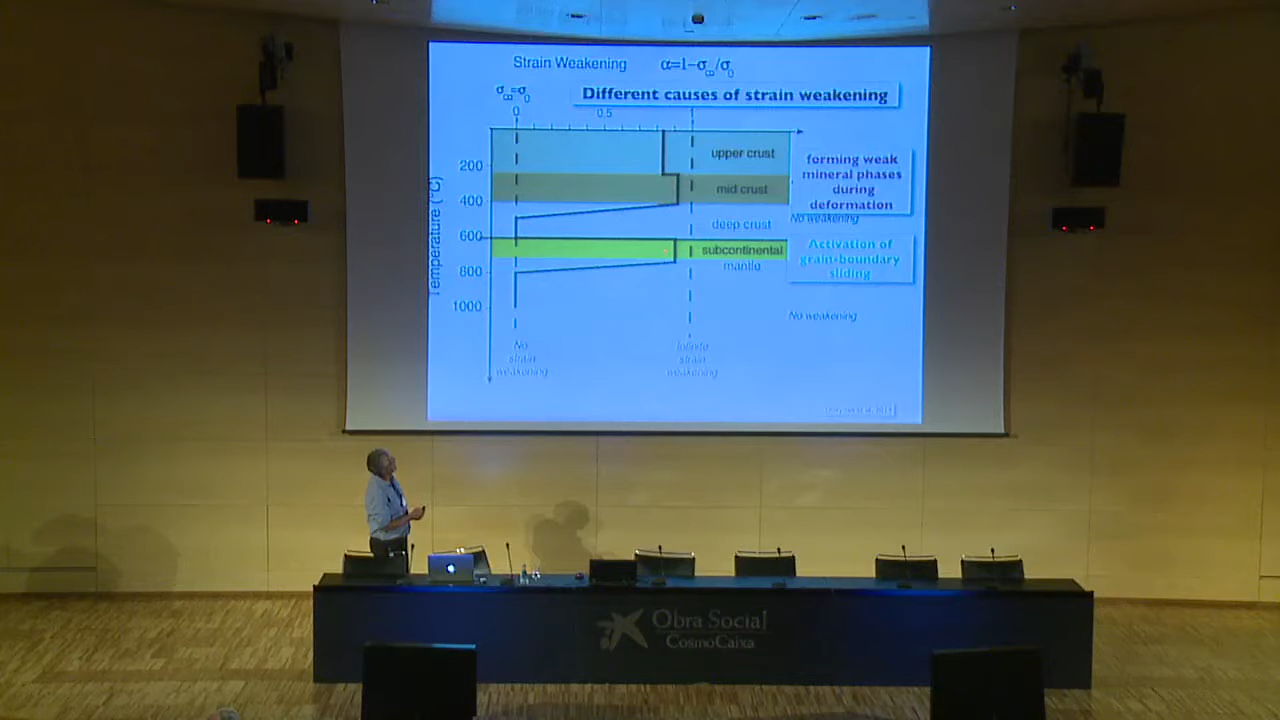 Strain Weakening α=1-σ∞/σ0
Different causes of strain weakening
σ∞=σ0
0 0.5 1
upper crust
200
mid crust
400
deep crust
600
subcontinental
mantle
800
1000
Temperature (°C)
forming weak
mineral phases
during
deformation
No weakening
Activation of
grain-boundary
sliding
No weakening
No
strain
weakening
Infinite
strain
weakening
Obra Social
CosmoCaixa